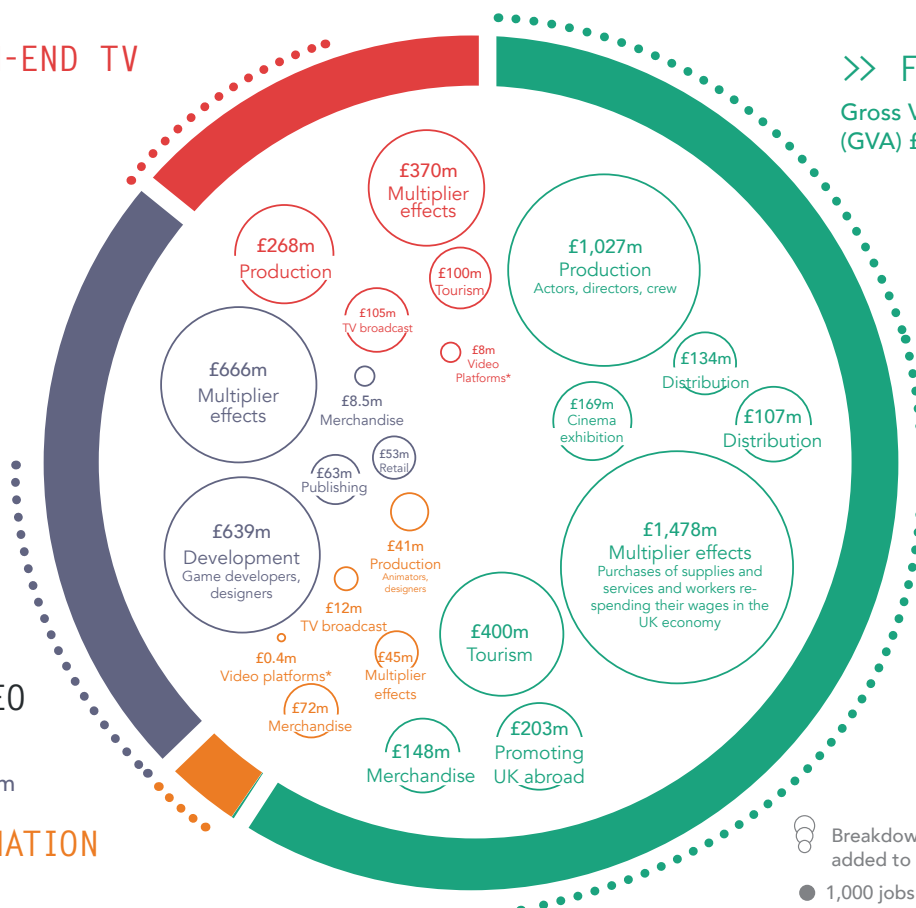 -END TV
>> F
Gross V
(GVA) £
£370m
Multiplier
effects
£268m
Production
£100m
Tourism
£105m
TV broadcast
£8m
Video
Platforms*
£1,027m
Production
Actors, directors, crew
£134m
Distribution
£107m
Distribution
£169m
Cinema
exhibition
£666m
Multiplier
effects
£8.5m
Merchandise
£53m
Retail
£63m
Publishing
£639m
Development
Game developers,
designers
£41m
Production
Animators,
designers
£12m
TV broadcast
£0.4m
Video platforms*
£45m
Multiplier
effects
£72m
Merchandise
£1,478m
Multiplier effects
Purchases of supplies and
services and workers re-
spending their wages in the
UK economy
£400m
Tourism
£148m
Merchandise
£203m
Promoting
UK abroad
EO
m
MATION
Breakdow
added to
1,000 jobs